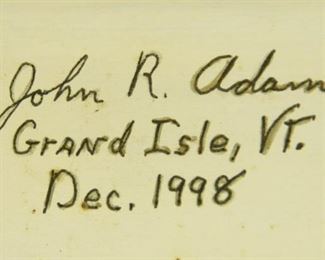 John R. Adam
Grand Isle, VT.
Dec. 1998